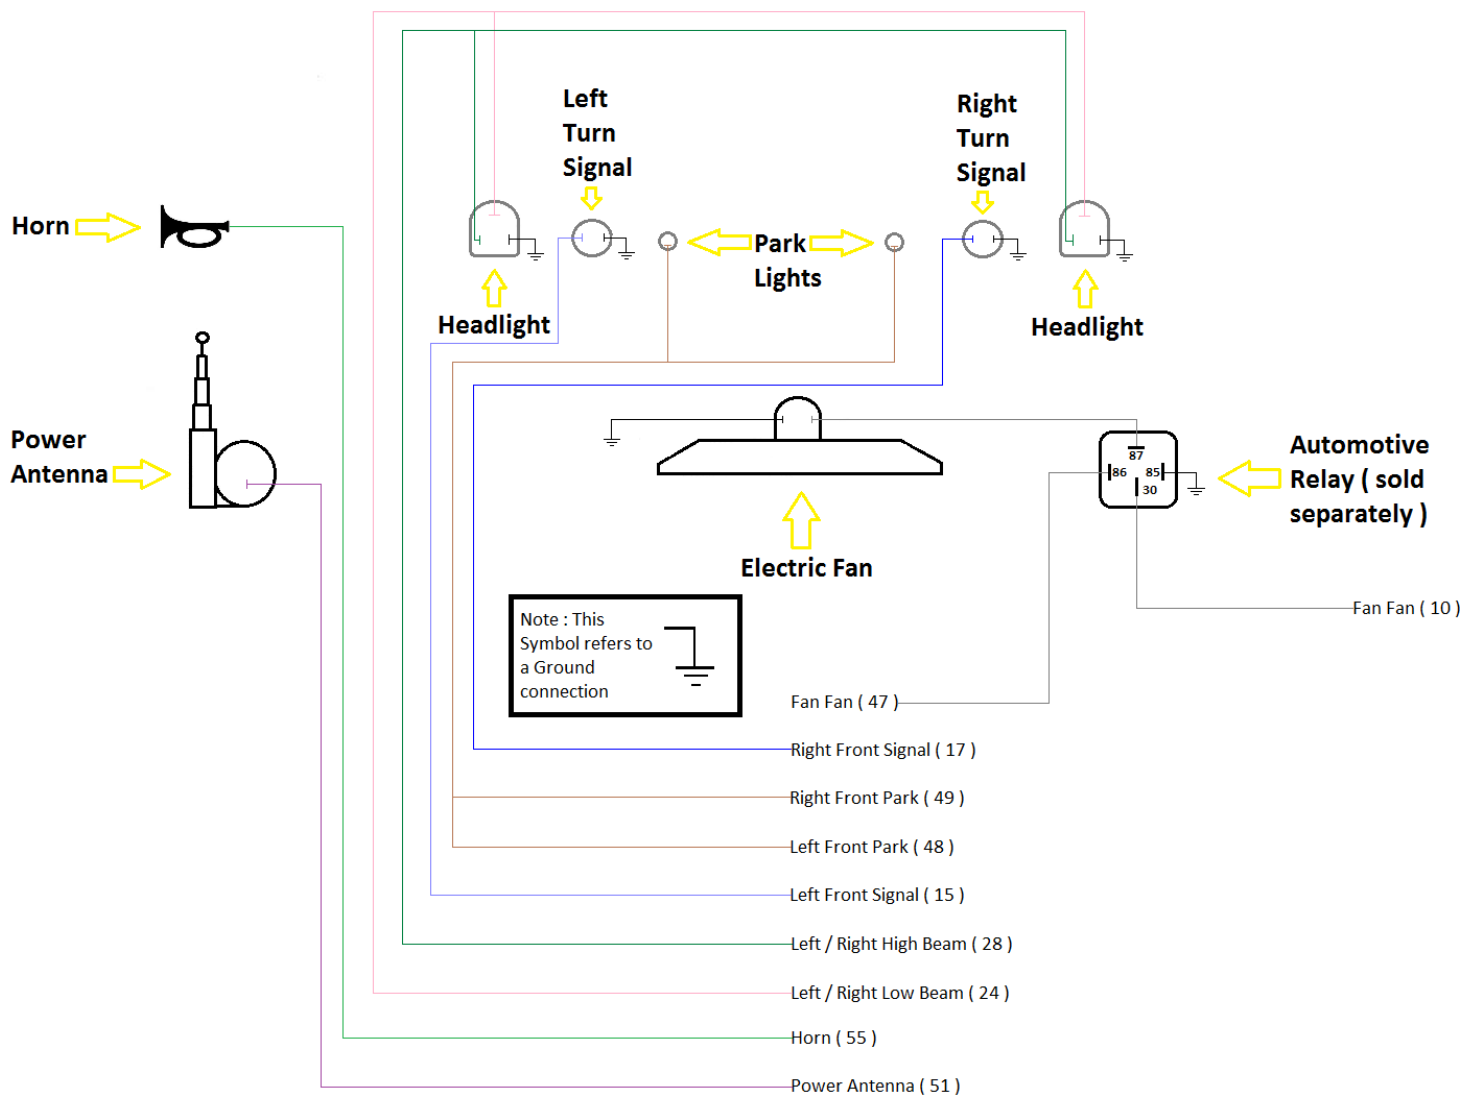 Left
Turn
Signal
Right
Turn
Signal
Horn
Park
Lights
Headlight
Headlight
Power
Antenna
87
86
85
30
Automotive
Relay ( sold
separately )
Electric Fan
Note : This
Symbol refers to
a Ground
connection
Fan Fan ( 10 )
Fan Fan ( 47 )
Right Front Signal ( 17 )
Right Front Park ( 49 )
Left Front Park ( 48 )
Left Front Signal ( 15 )
Left / Right High Beam ( 28 )
Left / Right Low Beam ( 24 )
Horn ( 55 )
Power Antenna ( 51 )